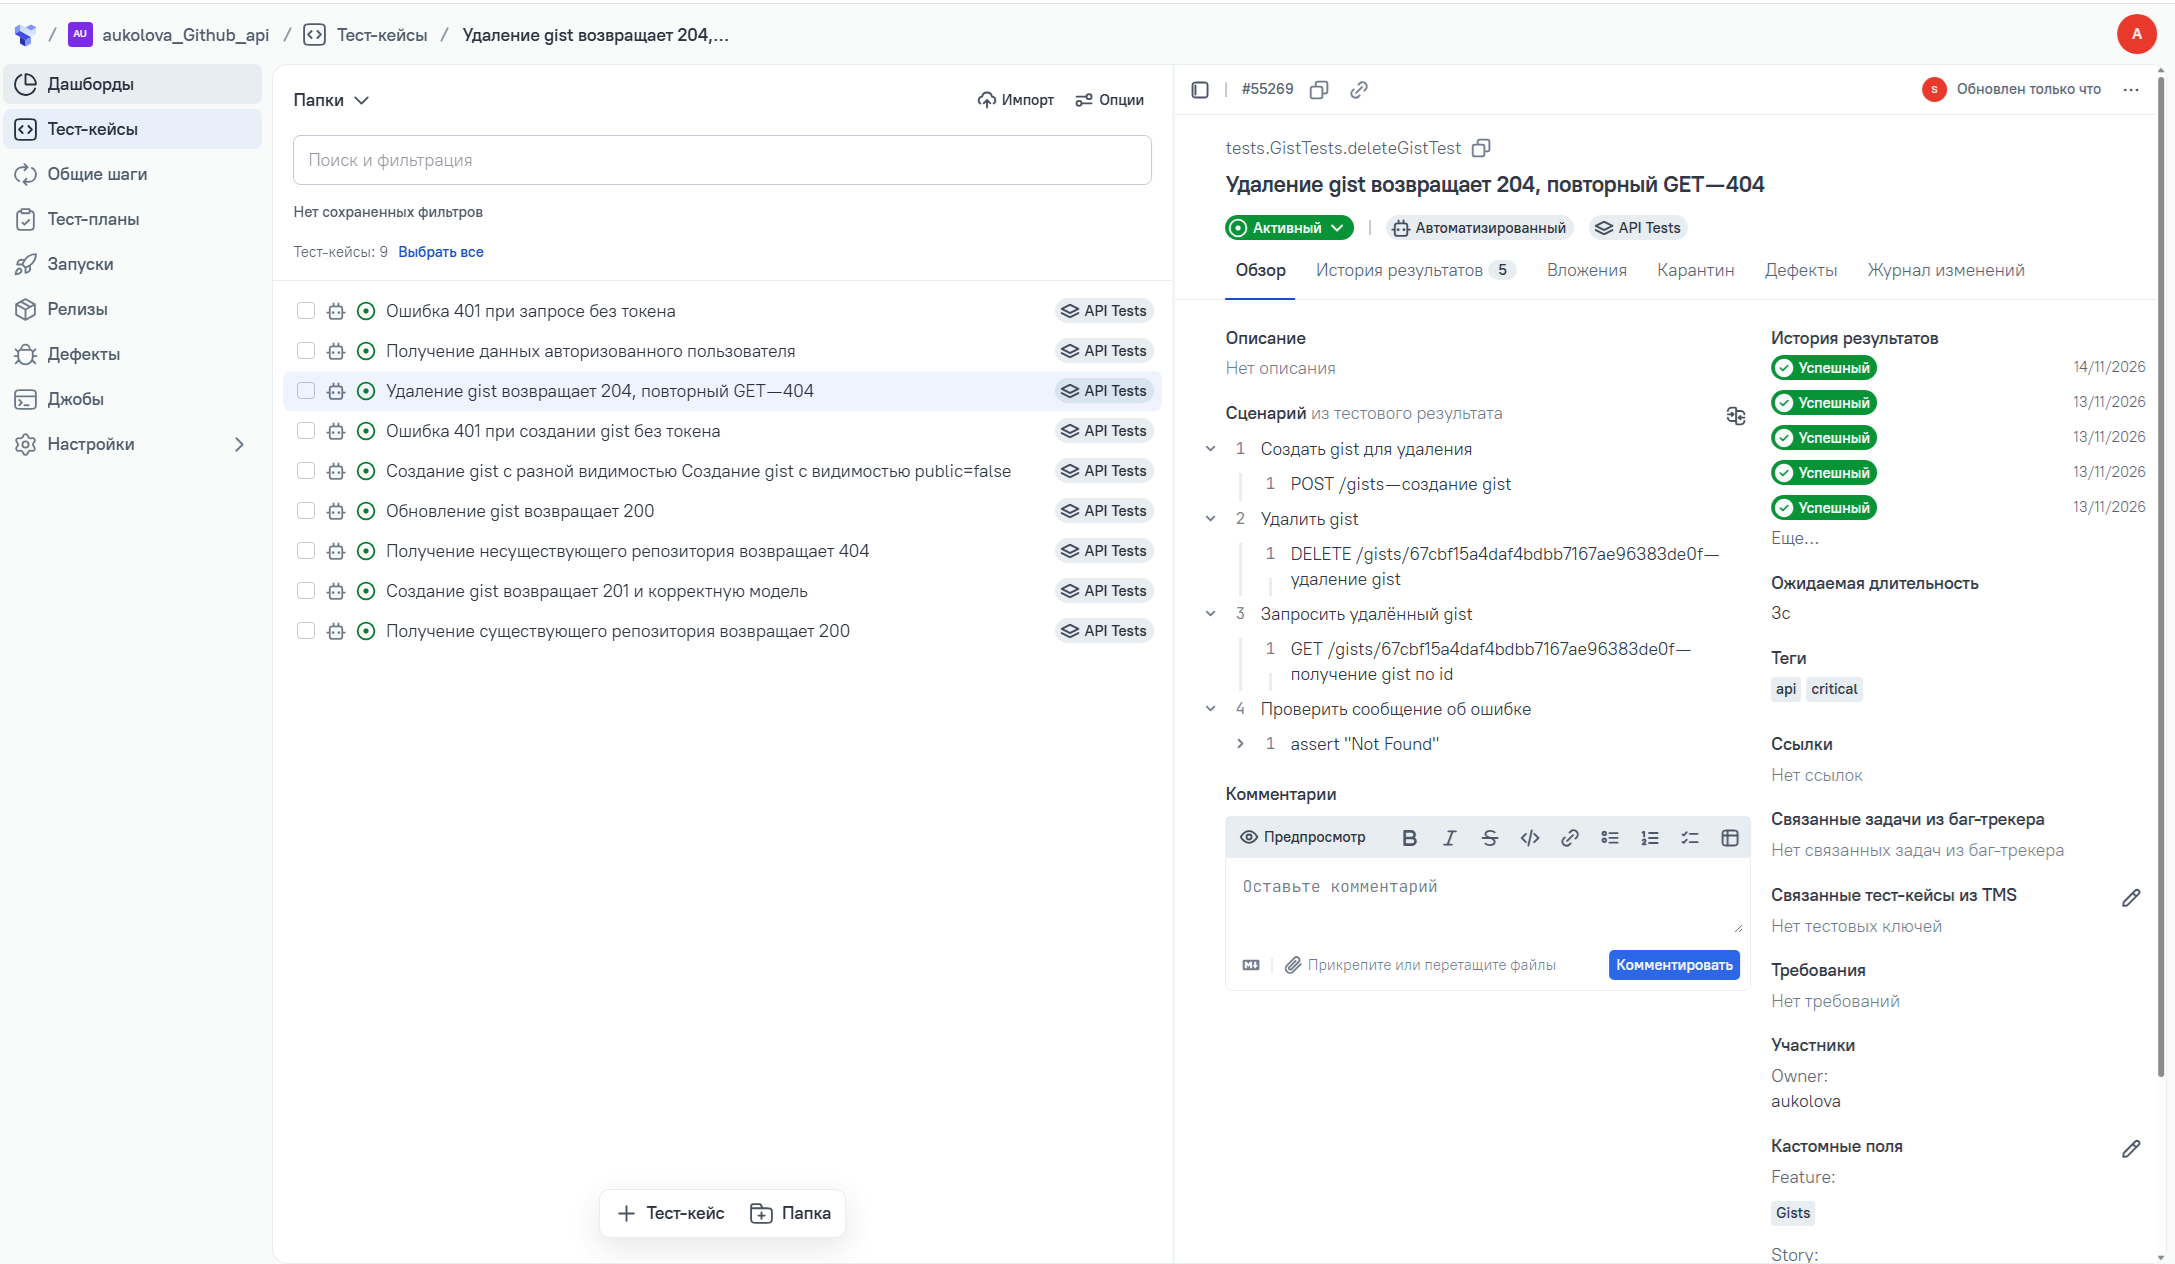 / AU aukolova_Github_api / Тест-кейсы / Удаление gist возвращает 204,...
A
Дашборды
Тест-кейсы
Общие шаги
Тест-планы
Запуски
Релизы
Дефекты
Джобы
Настройки
Папки
Импорт
Опции
Поиск и фильтрация
Нет сохраненных фильтров
Тест-кейсы: 9 Выбрать все
Ошибка 401 при запросе без токена API Tests
Получение данных авторизованного пользователя API Tests
Удаление gist возвращает 204, повторный GET—404 API Tests
Ошибка 401 при создании gist без токена API Tests
Создание gist с разной видимостью Создание gist с видимостью public=false API Tests
Обновление gist возвращает 200 API Tests
Получение несуществующего репозитория возвращает 404 API Tests
Создание gist возвращает 201 и корректную модель API Tests
Получение существующего репозитория возвращает 200 API Tests
Тест-кейс
Папка
#55269
S Обновлен только что
tests.GistTests.deleteGistTest
Удаление gist возвращает 204, повторный GET—404
Активный | Автоматизированный API Tests
Обзор История результатов 5 Вложения Карантин Дефекты Журнал изменений
Описание
Нет описания
Сценарий из тестового результата
1 Создать gist для удаления
1 POST /gists—создание gist
2 Удалить gist
1 DELETE /gists/67cbf15a4daf4bdbb7167ae96383de0f—
удаление gist
3 Запросить удалённый gist
1 GET /gists/67cbf15a4daf4bdbb7167ae96383de0f—
получение gist по id
4 Проверить сообщение об ошибке
1 assert "Not Found"
Комментарии
Предпросмотр
Оставьте комментарий
Прикрепите или перетащите файлы
Комментировать
История результатов
Успешный 14/11/2026
Успешный 13/11/2026
Успешный 13/11/2026
Успешный 13/11/2026
Успешный 13/11/2026
Еще...
Ожидаемая длительность
3с
Теги
api critical
Ссылки
Нет ссылок
Связанные задачи из баг-трекера
Нет связанных задач из баг-трекера
Связанные тест-кейсы из TMS
Нет тестовых ключей
Требования
Нет требований
Участники
Owner:
aukolova
Кастомные поля
Feature:
Gists
Story: